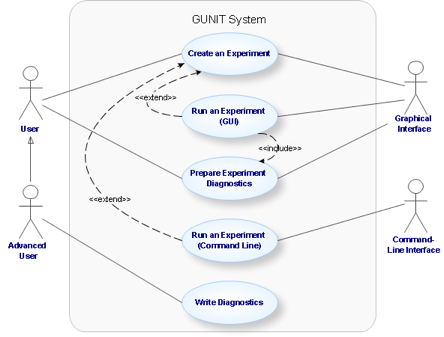 GUNIT System
Create an Experiment
<<extend>>
Run an Experiment
(GUI)
User
Graphical
Interface
<<include>>
Prepare Experiment
Diagnostics
<<extend>>
Run an Experiment
(Command Line)
Advanced
User
Command-
Line Interface
Write Diagnostics